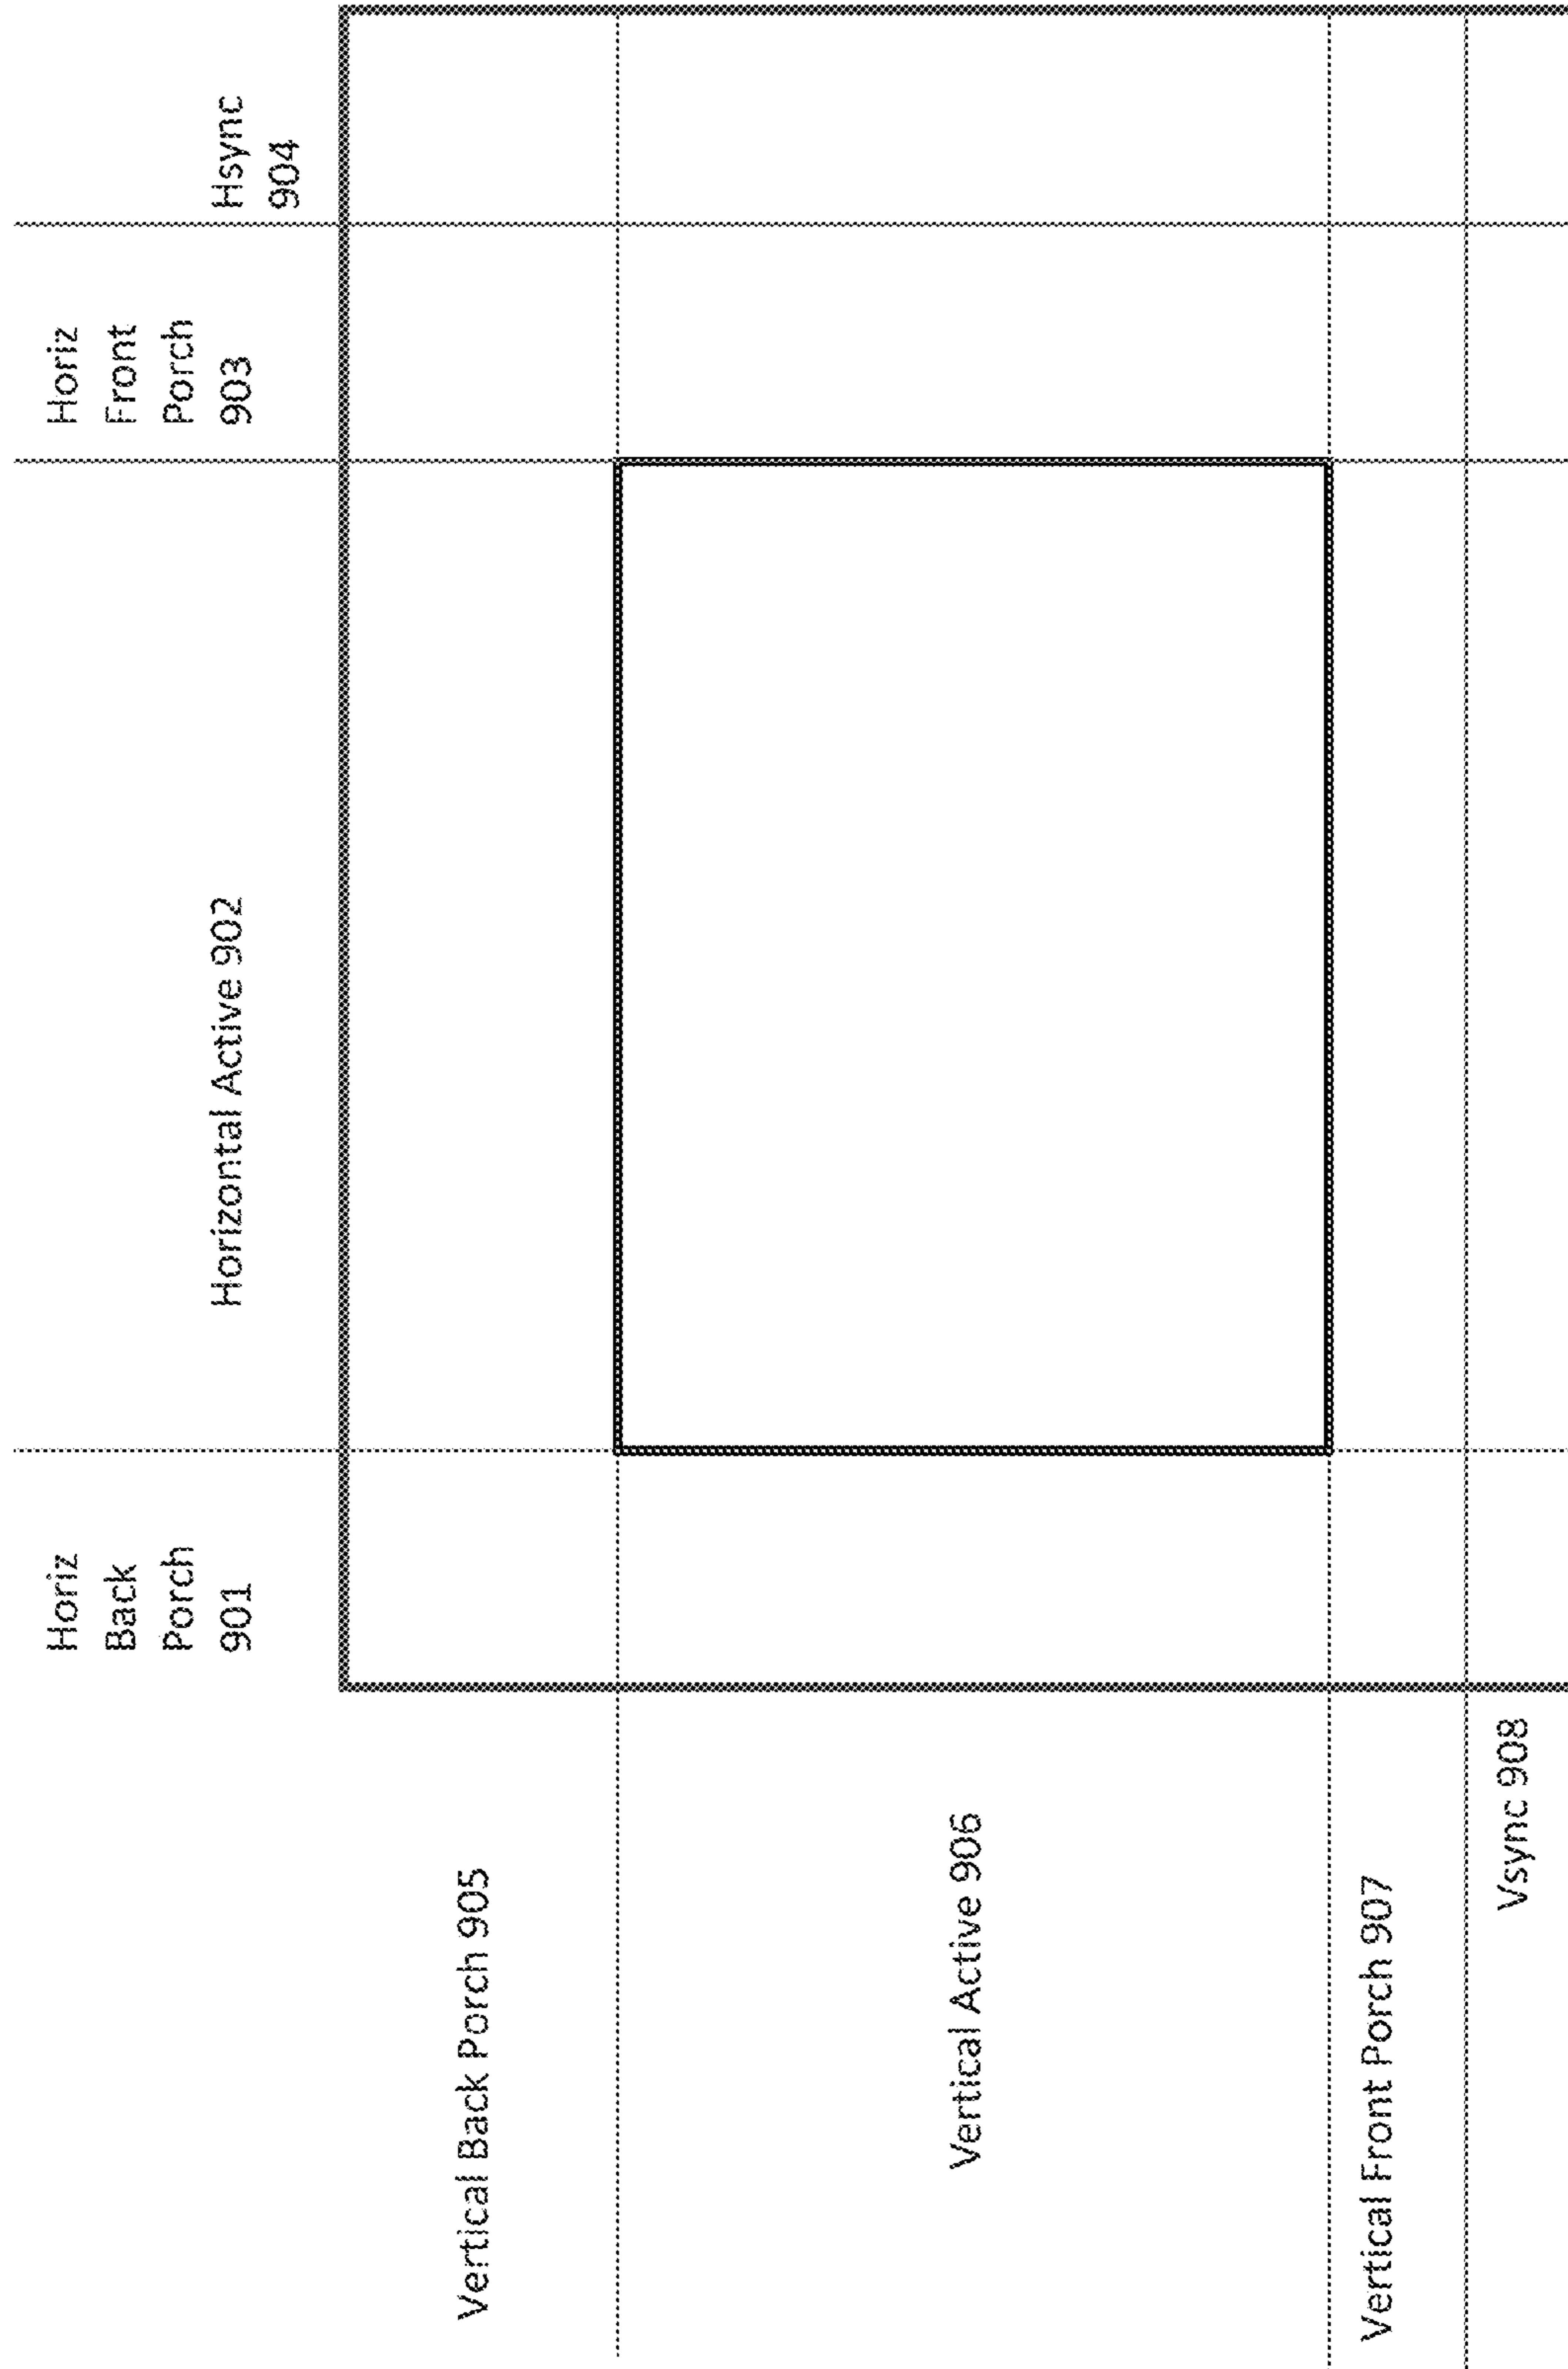 Horiz
Back
Porch
901
Horizontal Active 902
Horiz
Front
Porch
903
Hsync
904
Vertical Back Porch 905
Vertical Active 906
Vertical Front Porch 907
Vsync 908